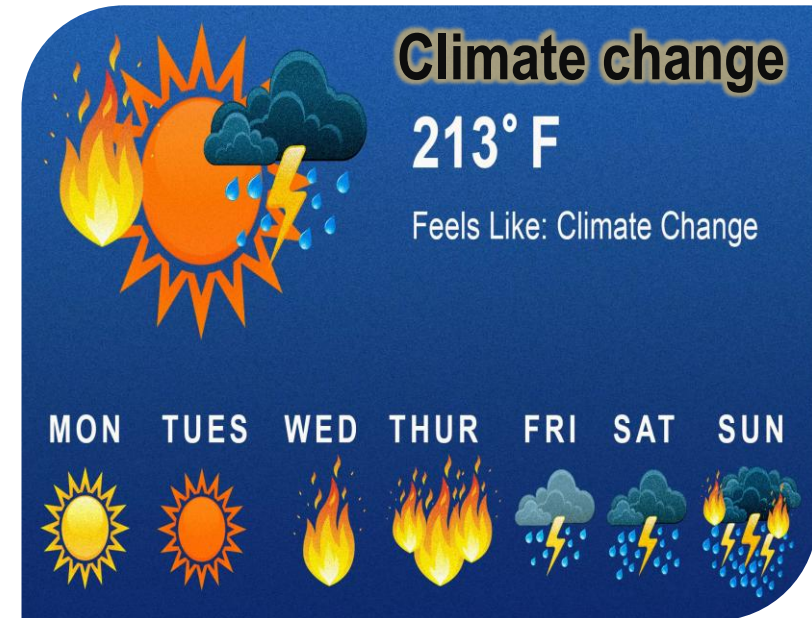 Climate change
213° F
Feels Like: Climate Change
MON TUES WED THUR FRI SAT SUN